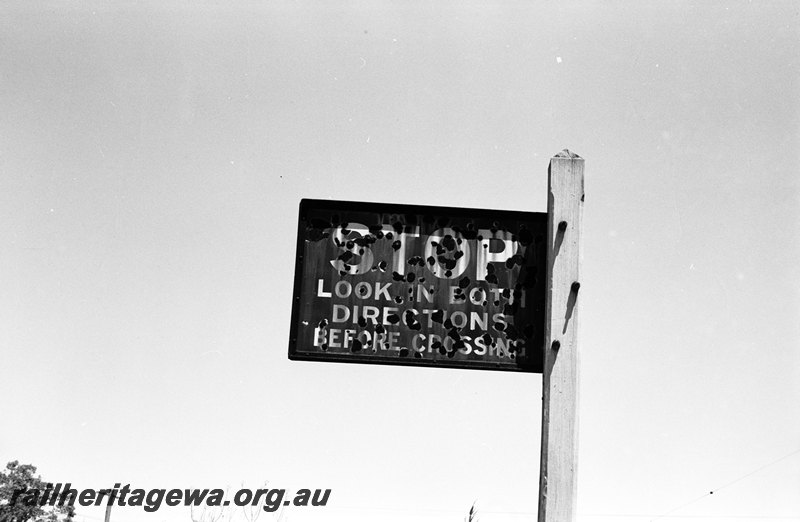 STOP
LOOK IN BOTH
DIRECTIONS
BEFORE CROSSING
railheritagewa.org.au